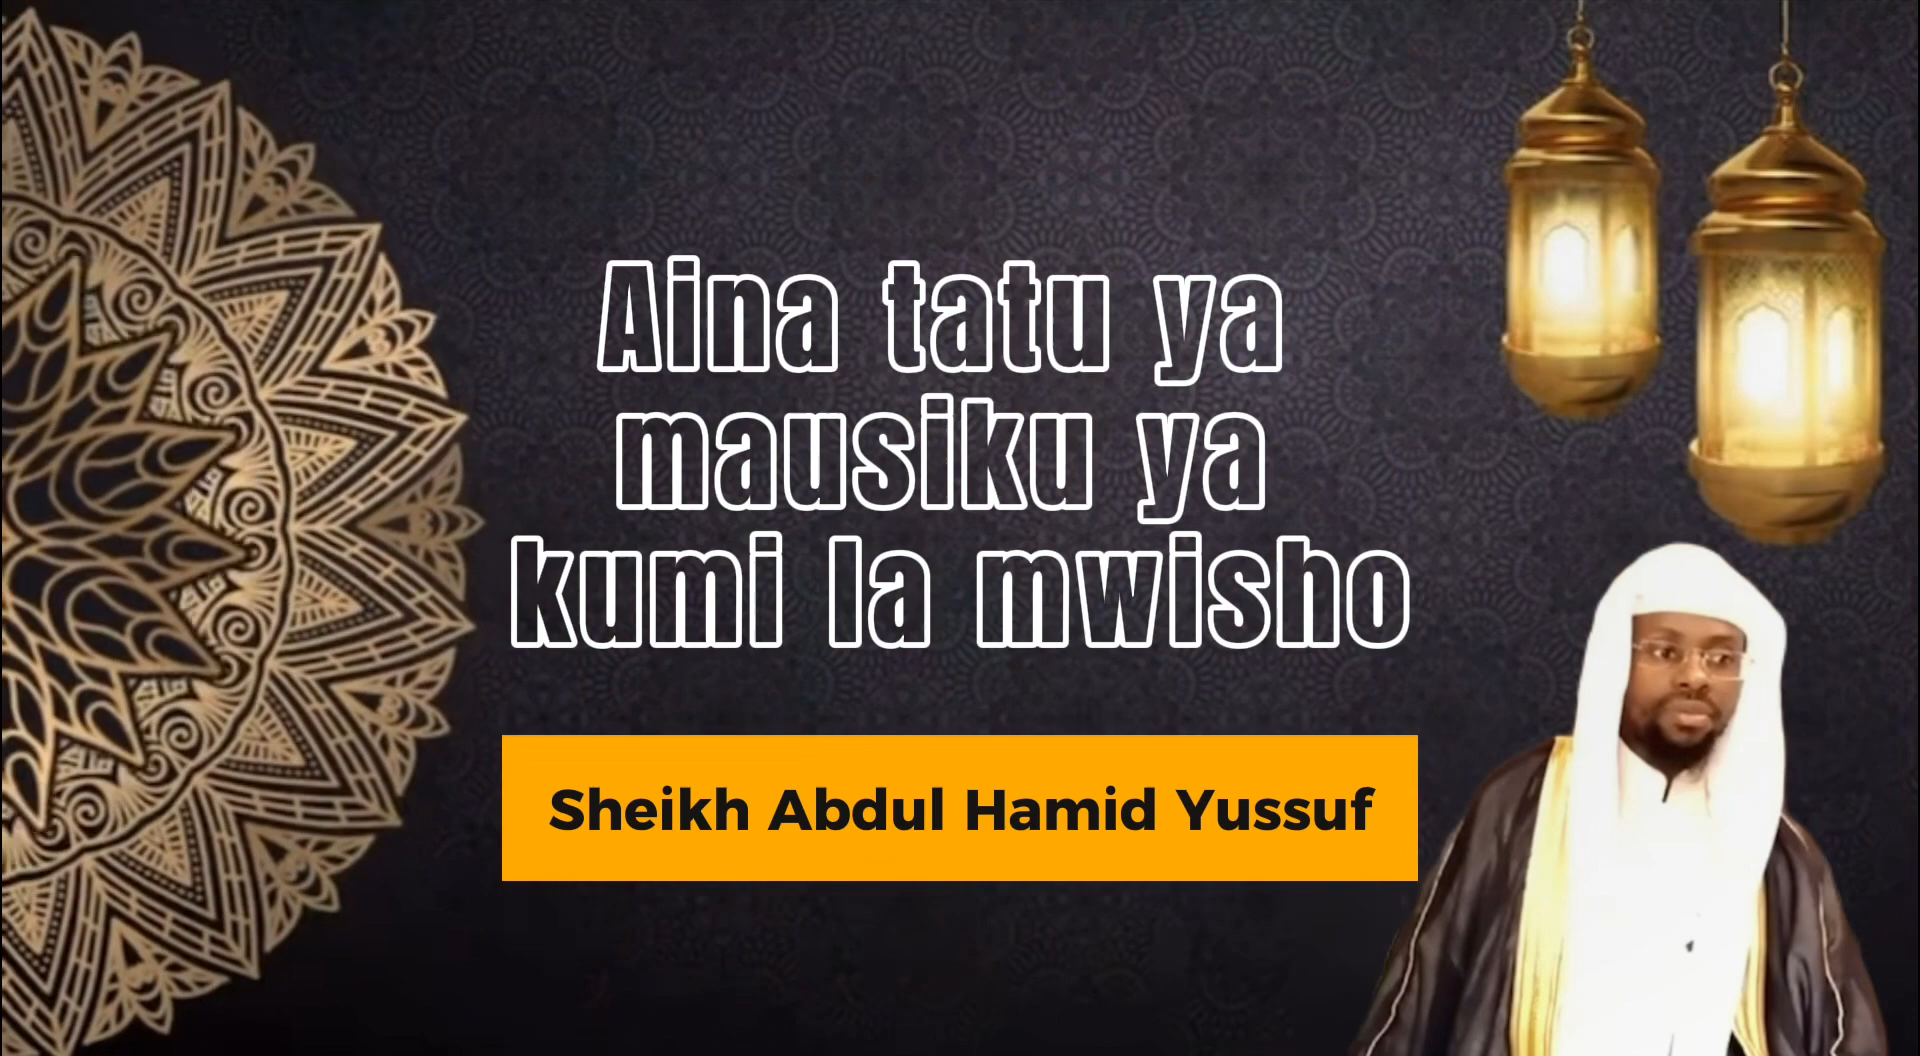 Aina tatu ya
mausiku ya
kumi la mwisho
Sheikh Abdul Hamid Yussuf